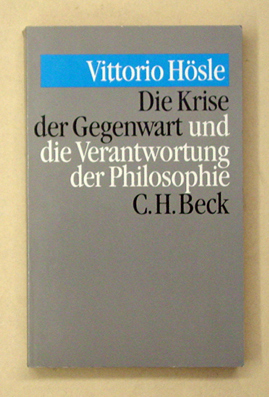 Vittorio Hösle
Die Krise
der Gegenwart und
die Verantwortung
der Philosophie
C.H.Beck